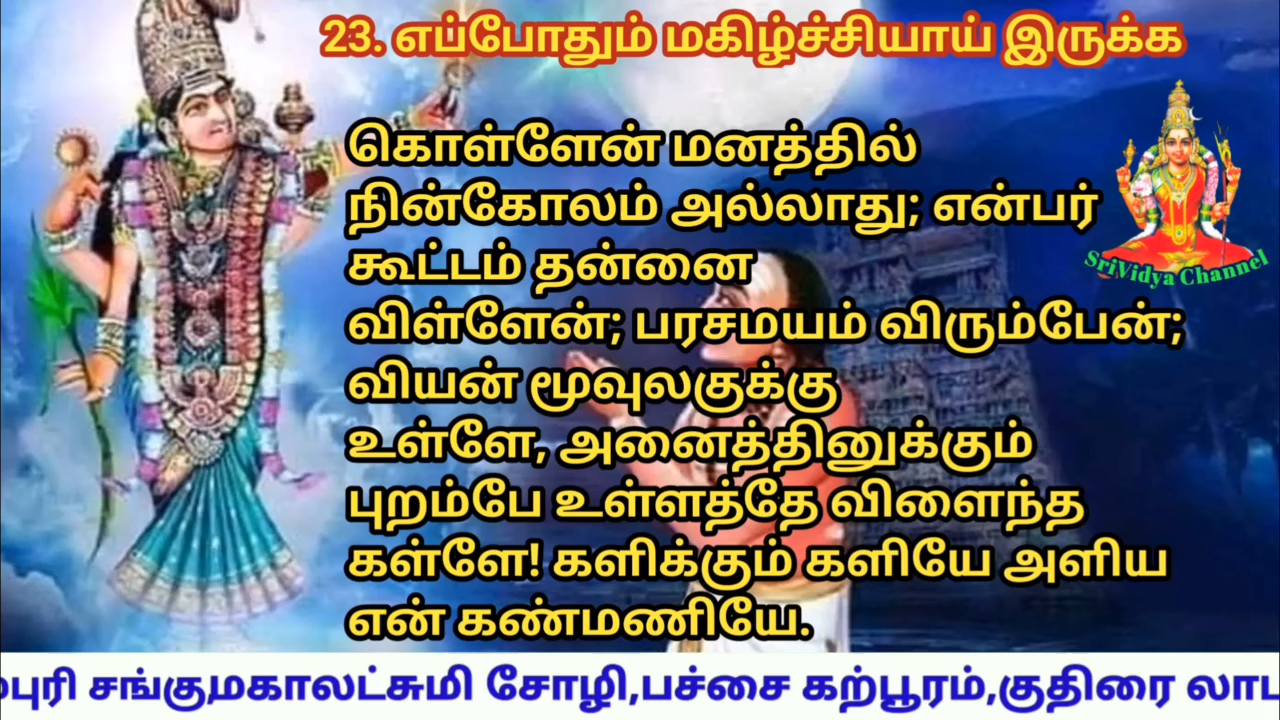 23. எப்போதும் மகிழ்ச்சியாய் இருக்க
கொள்ளேன் மனத்தில்
நின்கோலம் அல்லாது; என்பர்
கூட்டம் தன்னை
விள்ளேன்; பரசமயம் விரும்பேன்;
வியன் மூவுலகுக்கு
உள்ளே, அனைத்தினுக்கும்
புறம்பே உள்ளத்தே விளைந்த
கள்ளே! களிக்கும் களியே அளிய
என் கண்மணியே.
SriVidya Channel
புரி சங்குமகாலட்சுமி சோழி,பச்சை கற்பூரம்,குதிரை லாட